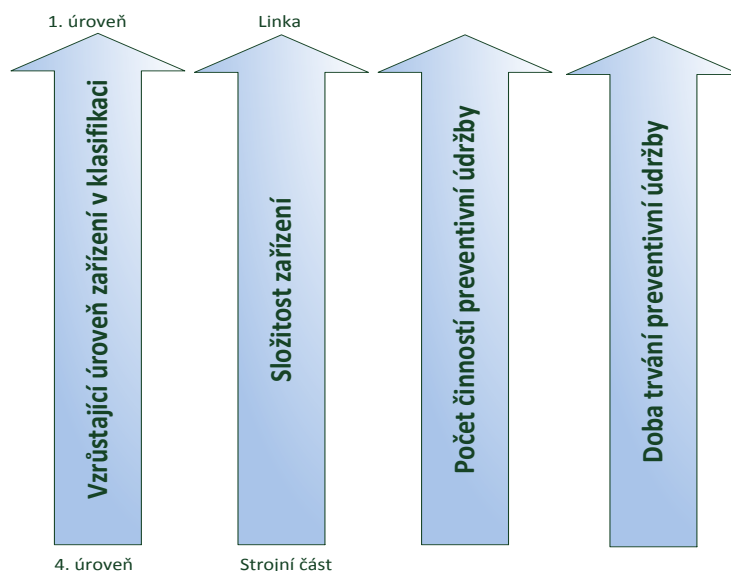 1. úroveň
Linka
Vzrůstající úroveň zařízení v klasifikaci
Složitost zařízení
Počet činností preventivní údržby
Doba trvání preventivní údržby
4. úroveň
Strojní část